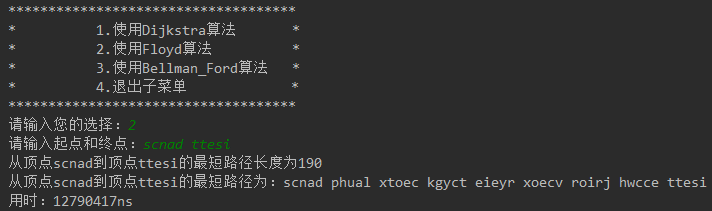 ************************************
*          1.使用Dijkstra算法       *
*          2.使用Floyd算法          *
*          3.使用Bellman_Ford算法   *
*          4.退出子菜单             *
************************************
请输入您的选择：2
请输入起点和终点：scnad ttesi
从顶点scnad到顶点ttesi的最短路径长度为190
从顶点scnad到顶点ttesi的最短路径为：scnad phual xtoec kgyct eieyr xoecv roirj hwcce ttesi
用时：12790417ns